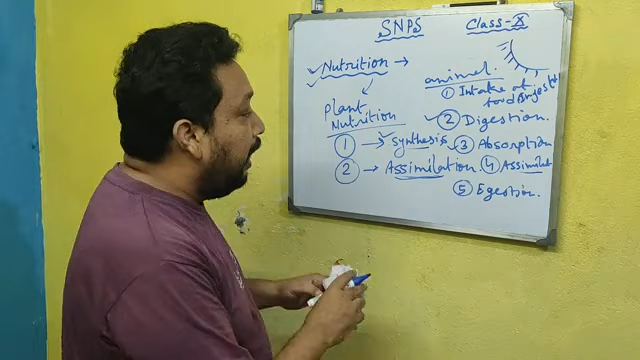 SNPS Class-X
Nutrition →
animal.
① Intake of
food
Plant
Nutrition
② Digestion.
① → Synthesis
③ Absorption
② → Assimilation.
④ Assimilat
⑤ Egestion.